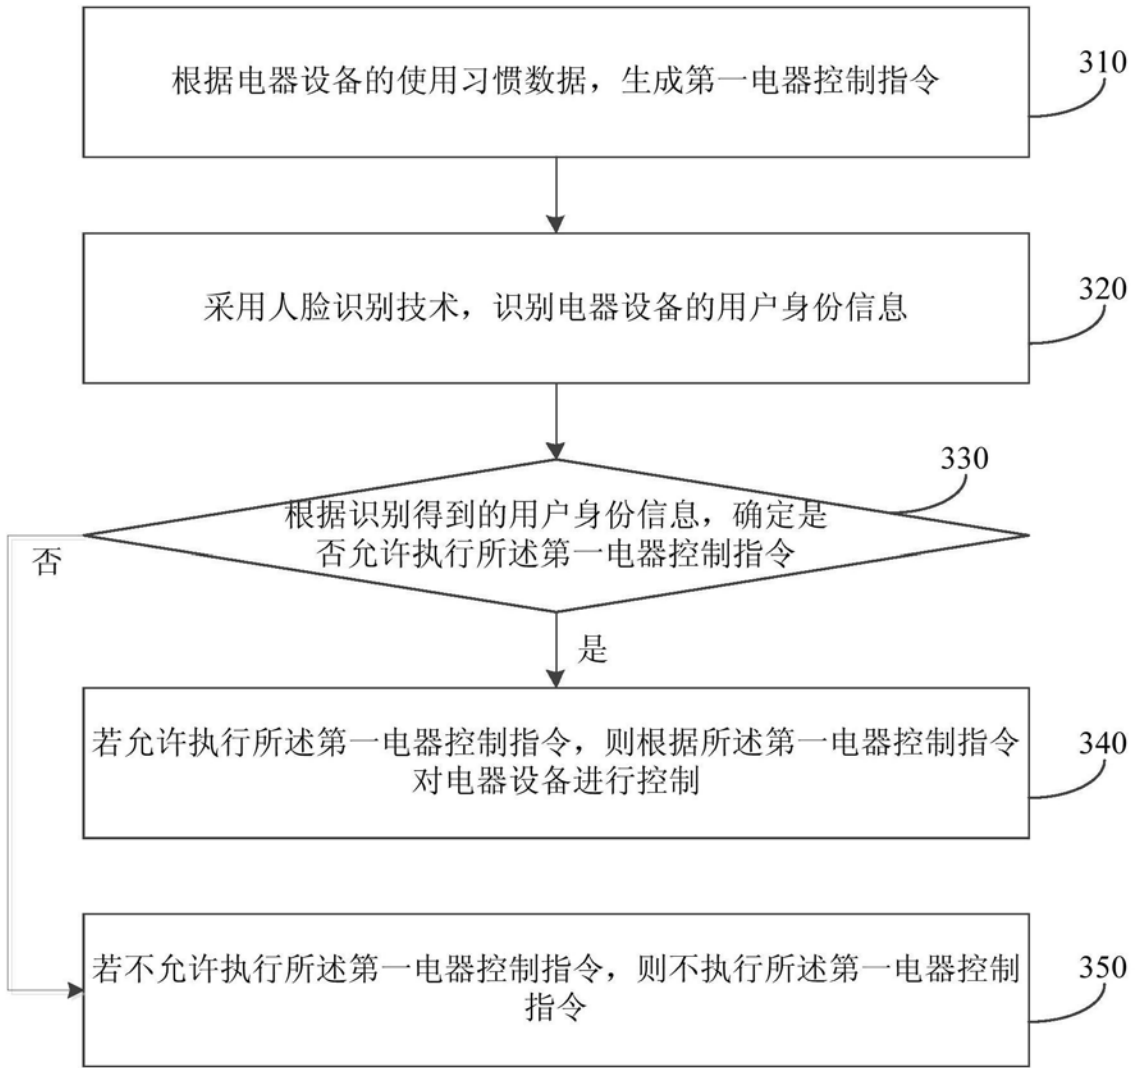 根据电器设备的使用习惯数据，生成第一电器控制指令
310
采用人脸识别技术，识别电器设备的用户身份信息
320
330
根据识别得到的用户身份信息，确定是
否允许执行所述第一电器控制指令
否
是
若允许执行所述第一电器控制指令，则根据所述第一电器控制指令
对电器设备进行控制
340
若不允许执行所述第一电器控制指令，则不执行所述第一电器控制
指令
350